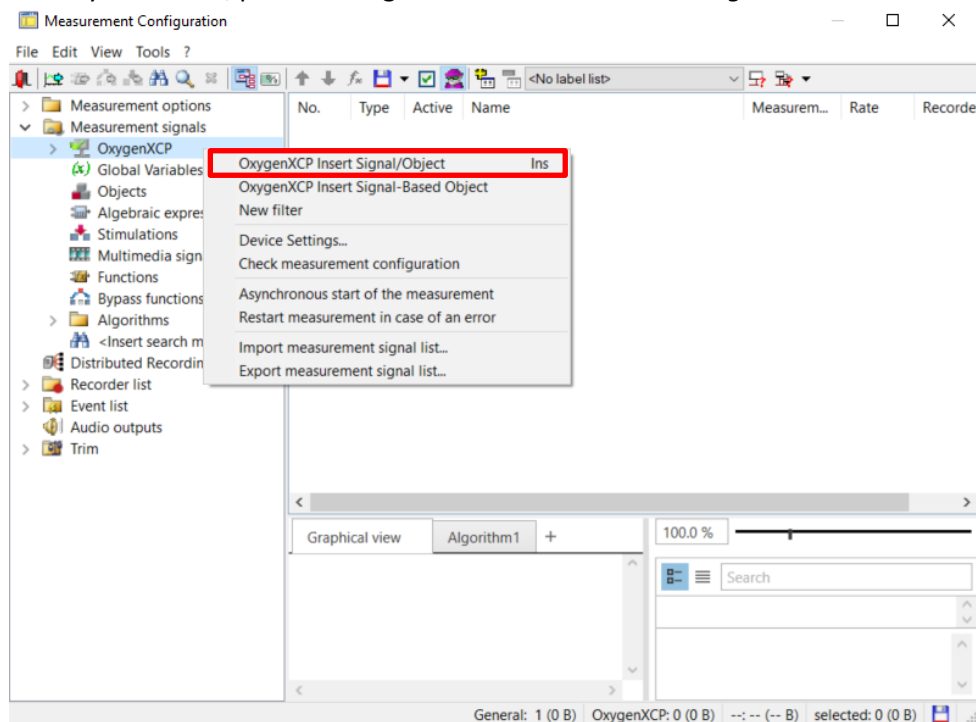 Measurement Configuration
File Edit View Tools ?
<No label list>
Measurement options
Measurement signals
OxygenXCP
Global Variables
Objects
Algebraic expres
Stimulations
Multimedia sign
Functions
Bypass functions
Algorithms
<Insert search m
Distributed Recordin
Recorder list
Event list
Audio outputs
Trim
No. Type Active Name Measurem... Rate Recorde
OxygenXCP Insert Signal/Object Ins
OxygenXCP Insert Signal-Based Object
New filter
Device Settings...
Check measurement configuration
Asynchronous start of the measurement
Restart measurement in case of an error
Import measurement signal list...
Export measurement signal list...
Graphical view Algorithm1 +
100.0 %
Search
General: 1 (0 B) OxygenXCP: 0 (0 B) --: -- (-- B) selected: 0 (0 B)